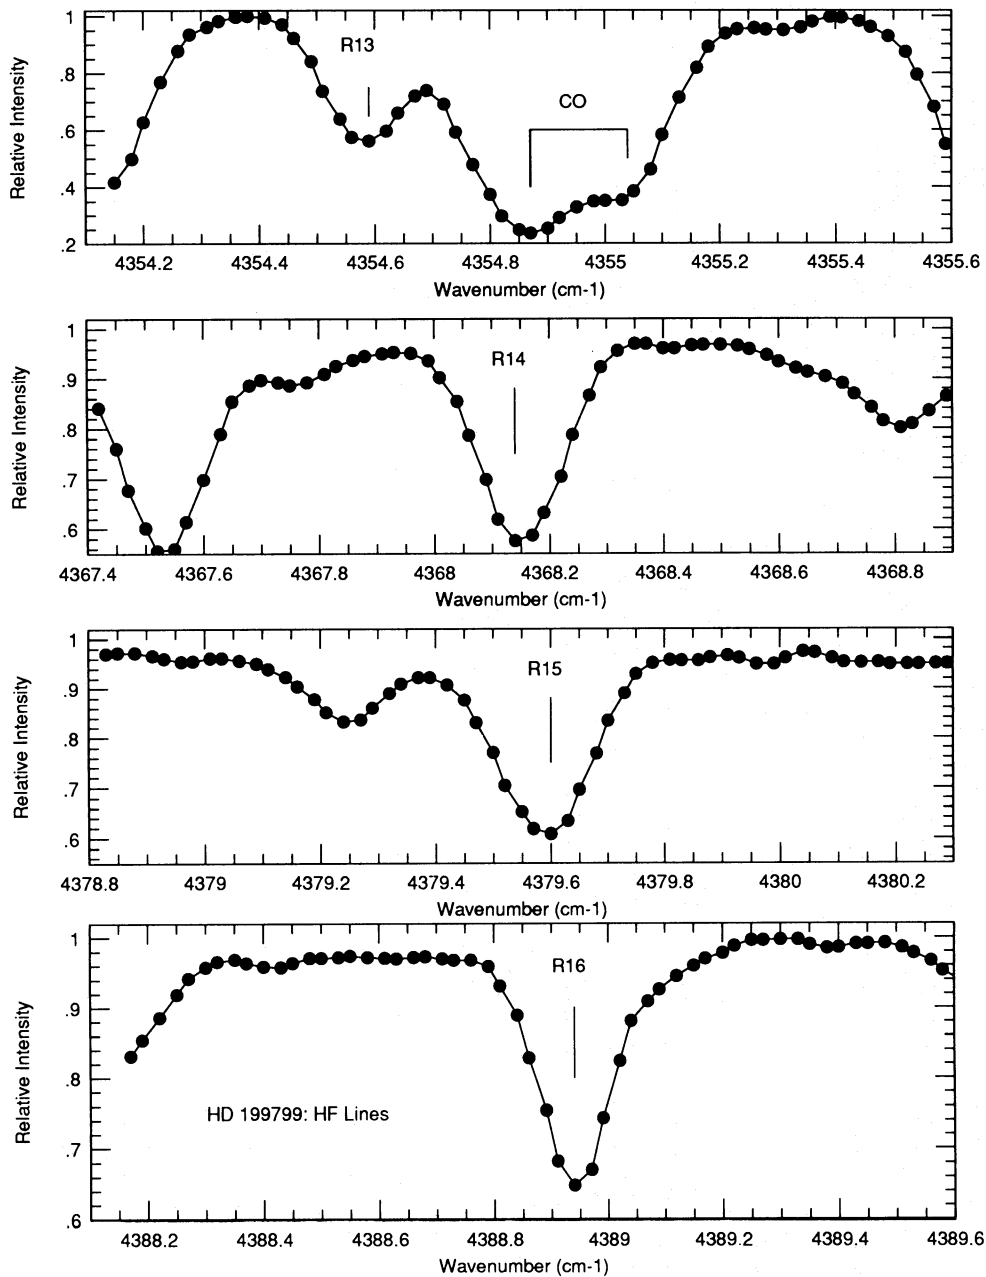 1
.8
.6
.4
.2
Relative Intensity
R13
CO
4354.2 4354.4 4354.6 4354.8 4355 4355.2 4355.4 4355.6
Wavenumber (cm-1)
1
.9
.8
.7
.6
Relative Intensity
R14
4367.4 4367.6 4367.8 4368 4368.2 4368.4 4368.6 4368.8
Wavenumber (cm-1)
1
.9
.8
.7
.6
Relative Intensity
R15
4378.8 4379 4379.2 4379.4 4379.6 4379.8 4380 4380.2
Wavenumber (cm-1)
1
.9
.8
.7
.6
Relative Intensity
R16
HD 199799: HF Lines
4388.2 4388.4 4388.6 4388.8 4389 4389.2 4389.4 4389.6
Wavenumber (cm-1)